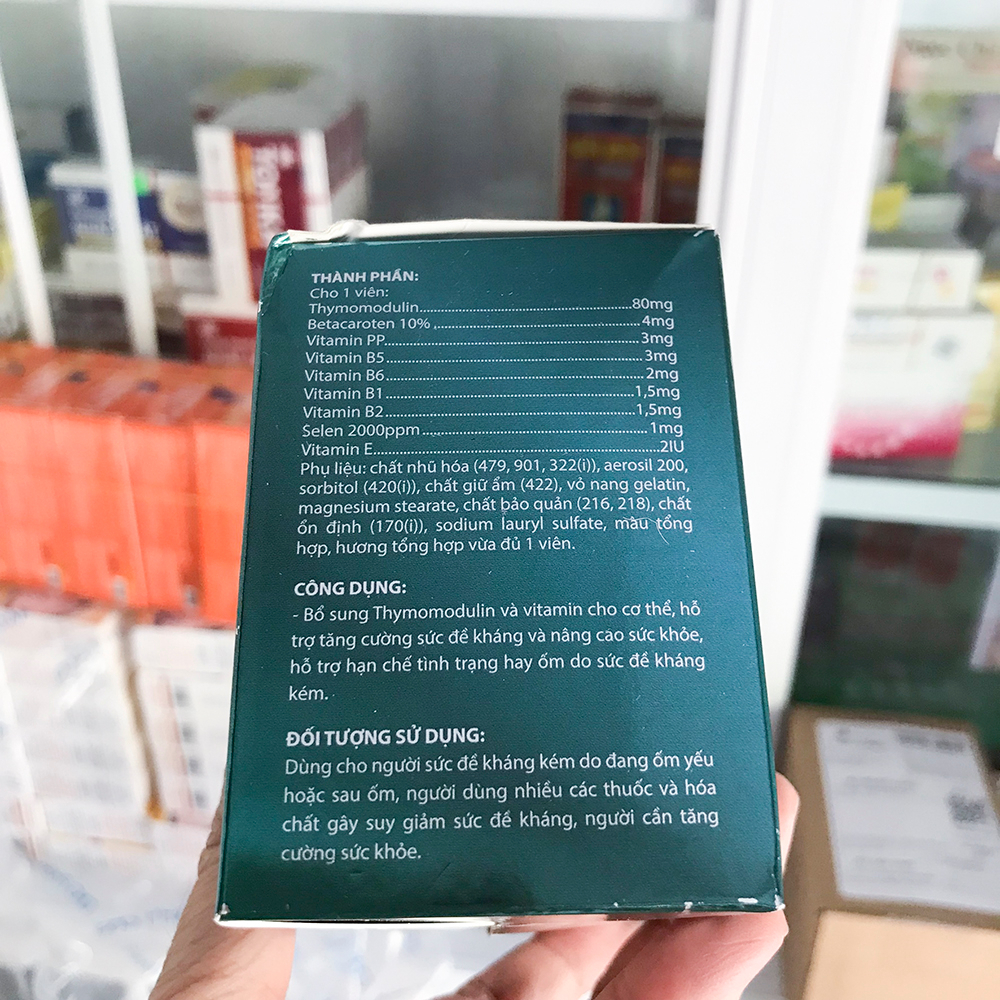 THÀNH PHẦN:
Cho 1 viên:
Thymomodulin........................................80mg
Betacaroten 10% ,........................................4mg
Vitamin PP........................................3mg
Vitamin B5........................................3mg
Vitamin B6........................................2mg
Vitamin B1........................................1,5mg
Vitamin B2........................................1,5mg
Selen 2000ppm........................................1mg
Vitamin E........................................2IU
Phụ liệu: chất nhũ hóa (479, 901, 322(i)), aerosil 200,
sorbitol (420(i)), chất giữ ẩm (422), vỏ nang gelatin,
magnesium stearate, chất bảo quản (216, 218), chất
ổn định (170(i)), sodium lauryl sulfate, màu tổng
hợp, hương tổng hợp vừa đủ 1 viên.
CÔNG DỤNG:
- Bổ sung Thymomodulin và vitamin cho cơ thể, hỗ
trợ tăng cường sức đề kháng và nâng cao sức khỏe,
hỗ trợ hạn chế tình trạng hay ốm do sức đề kháng
kém.
ĐỐI TƯỢNG SỬ DỤNG:
Dùng cho người sức đề kháng kém do đang ốm yếu
hoặc sau ốm, người dùng nhiều các thuốc và hóa
chất gây suy giảm sức đề kháng, người cần tăng
cường sức khỏe.